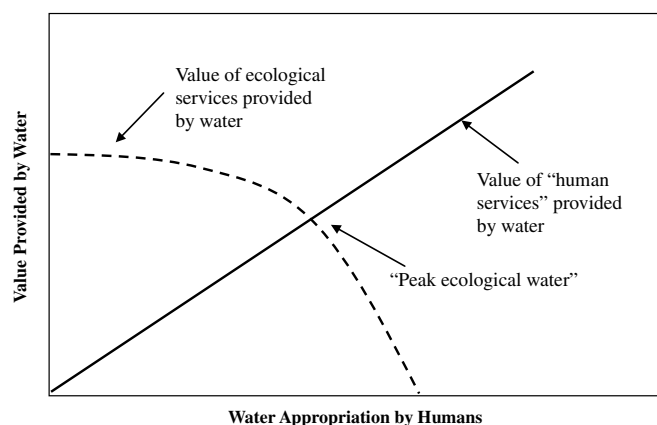 Value of ecological
services provided
by water
Value of “human
services” provided
by water
“Peak ecological water”
Value Provided by Water
Water Appropriation by Humans